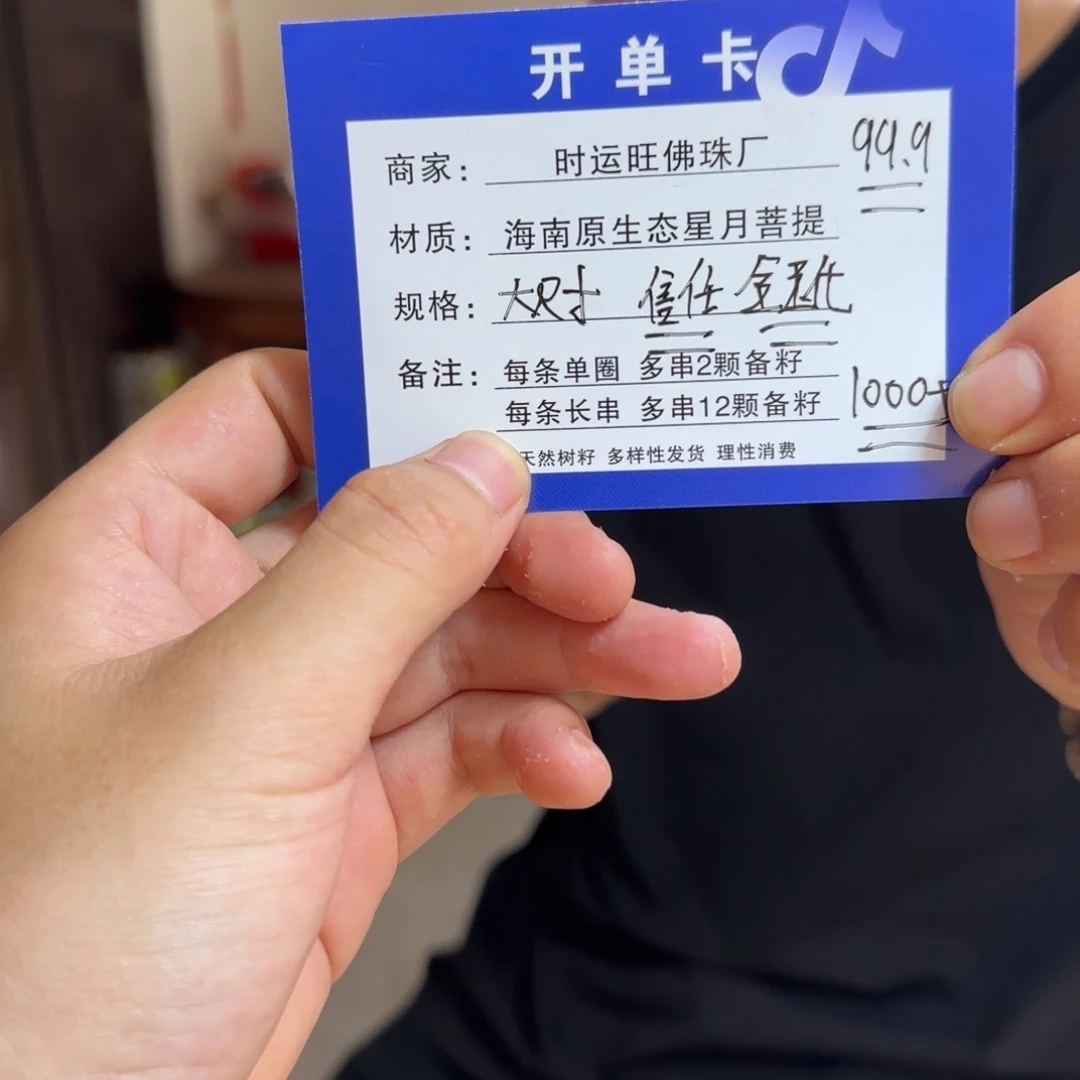 开单卡
商家： 时运旺佛珠厂 99.9
材质： 海南原生态星月菩提
规格： 大尺寸 信任
备注： 每条单圈 多串2颗备籽
每条长串 多串12颗备籽 1000+
天然树籽 多样性发货 理性消费